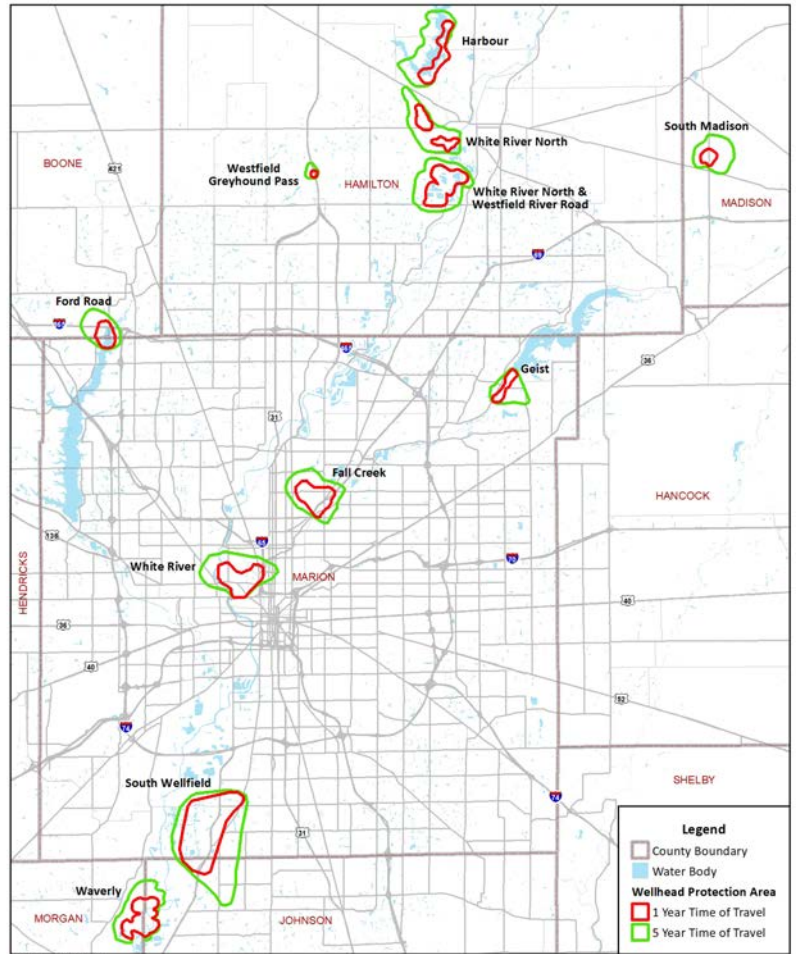 Harbour
White River North
South Madison
BOONE
421
Westfield
Greyhound Pass
HAMILTON
White River North &
Westfield River Road
MADISON
69
Ford Road
Geist
36
31
Fall Creek
HANCOCK
136
65
White River
MARION
70
HENDRICKS
40
36
40
52
74
South Wellfield
SHELBY
74
31
Waverly
MORGAN
JOHNSON
Legend
County Boundary
Water Body
Wellhead Protection Area
1 Year Time of Travel
5 Year Time of Travel